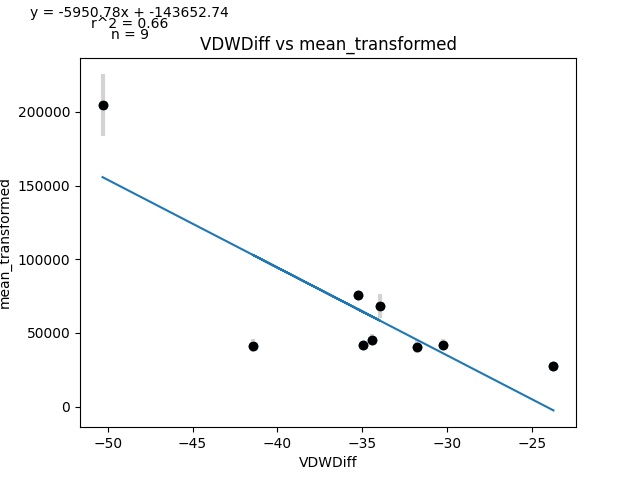 y = -5950.78x + -143652.74
r^2 = 0.66
n = 9
VDWDiff vs mean_transformed
mean_transformed
200000
150000
100000
50000
0
−50
−45
−40
−35
−30
−25
VDWDiff